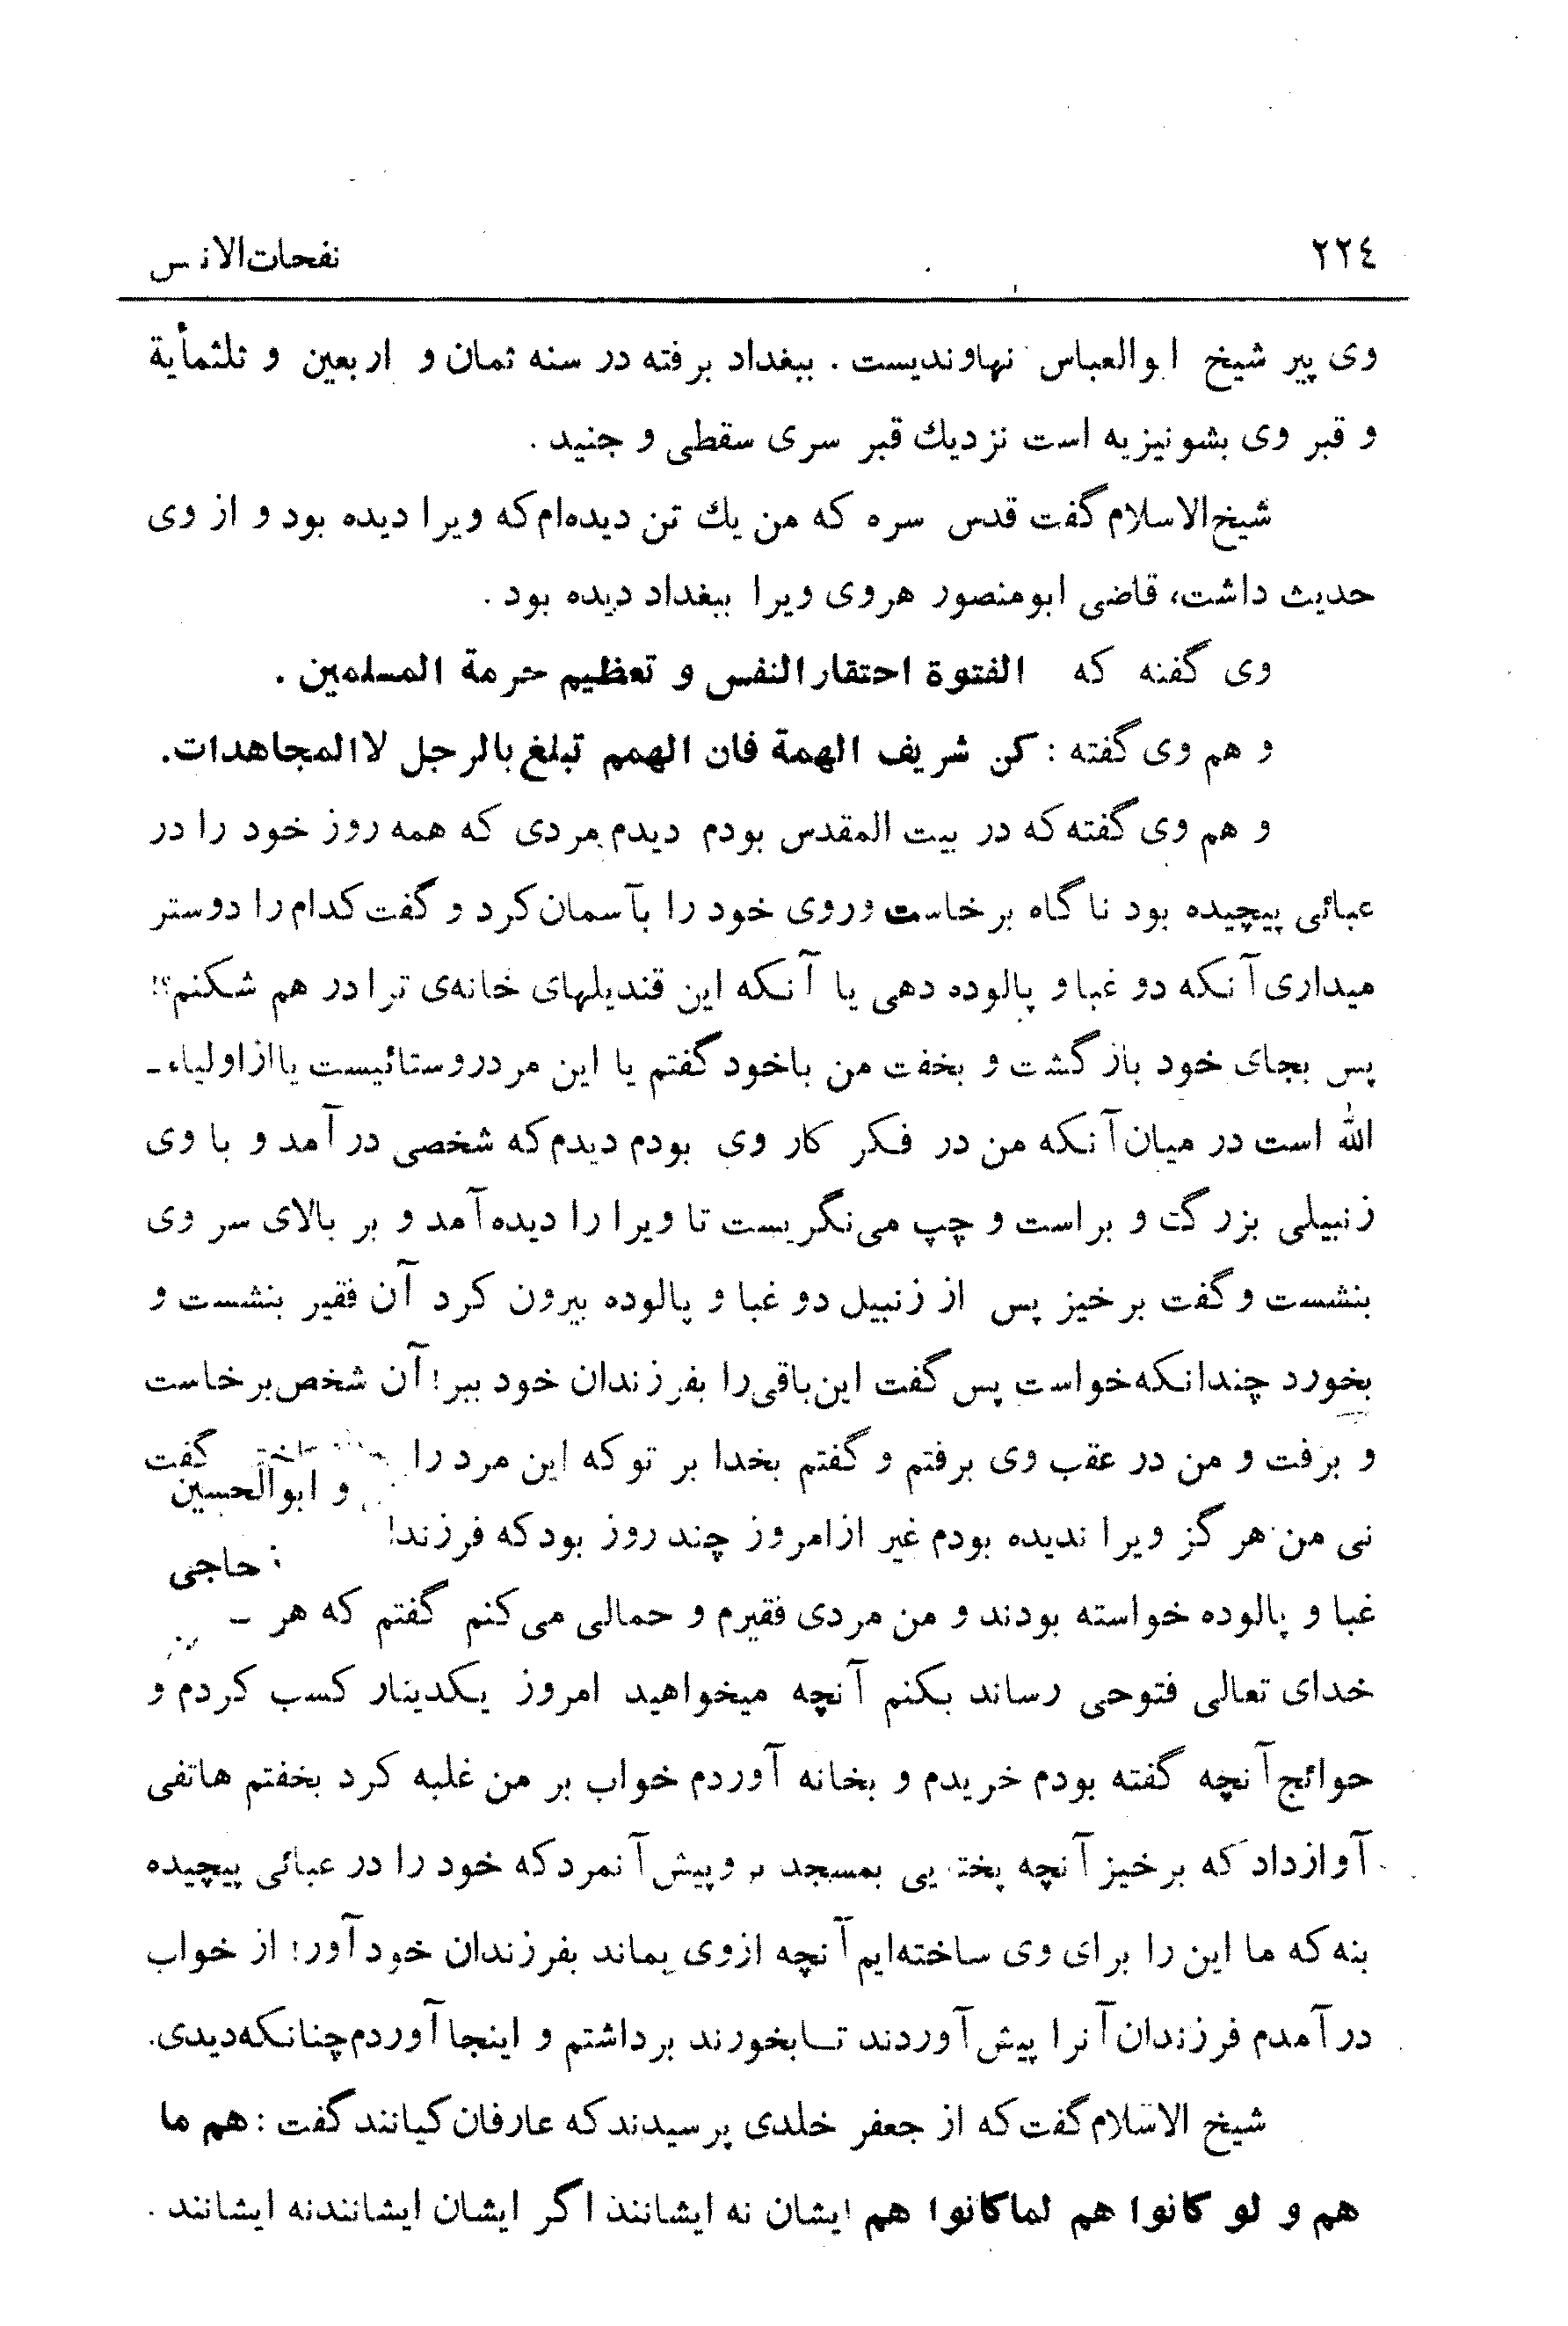 ٢٢٤
نفحات‌الانس
وی پیر شیخ ابوالعباس نهاوندیست . ببغداد برفته در سنه ثمان و اربعین و ثلثمأیة
و قبر وی بشونیزیه است نزدیك قبر سری سقطی و جنید .
شیخ‌الاسلام گفت قدس سره که من یك تن دیده‌ام که ویرا دیده بود و از وی
حدیث داشت، قاضی ابومنصور هروی ویرا ببغداد دیده بود .
وی گفته که الفتوة احتقار النفس و تعظیم حرمة المسلمین .
و هم وی گفته : کن شریف الهمة فان الهمم تبلغ بالرجل لاالمجاهدات.
و هم وی گفته که در بیت المقدس بودم دیدم مردی که همه روز خود را در
عبائی پیچیده بود ناگاه برخاست وروی خود را بآسمان کرد و گفت کدام را دوستر
میداری آنکه دو غبا و پالوده دهی یا آنکه این قندیلهای خانه‌ی ترا در هم شکنم؟!
پس بجای خود باز گشت و بخفت من باخود گفتم یا این مرد روستائیست یا از اولیاء-
الله است در میان آنکه من در فکر کار وی بودم دیدم که شخصی در آمد و با وی
زنبیلی بزرگ و براست و چپ می‌نگریست تا ویرا را دیده آمد و بر بالای سر وی
بنشست و گفت برخیز پس از زنبیل دو غبا و پالوده بیرون کرد آن فقیر بنشست و
بخورد چندانکه خواست پس گفت این باقی را بفرزندان خود ببر! آن شخص برخاست
و برفت و من در عقب وی برفتم و گفتم بخدا بر تو که این مرد را گفت
و ابوالحسین
نی من هرگز ویرا ندیده بودم غیر ازامروز چند روز بود که فرزند!
حاجی
غبا و پالوده خواسته بودند و من مردی فقیرم و حمالی می‌کنم گفتم که هر -
خدای تعالی فتوحی رساند بکنم آنچه میخواهید امروز یکدینار کسب کردم و
حوائج آنچه گفته بودم خریدم و بخانه آوردم خواب بر من غلبه کرد بخفتم هاتفی
آوازداد که برخیز آنچه بمسجد وپیش آنمرد که خود را در عبائی پیچیده
بنه که ما این را برای وی ساخته‌ایم آنچه ازوی بماند بفرزندان خود آور! از خواب
در آمدم فرزندان آنرا پیش آوردند تا بخورند برداشتم و اینجا آوردم چنانکه دیدی.
شیخ الاسلام گفت که از جعفر خلدی پرسیدند که عارفان کیانند گفت : هم ما
هم و لو کانوا هم لما کانوا هم ایشان نه ایشانند اگر ایشان ایشانندنه ایشانند .